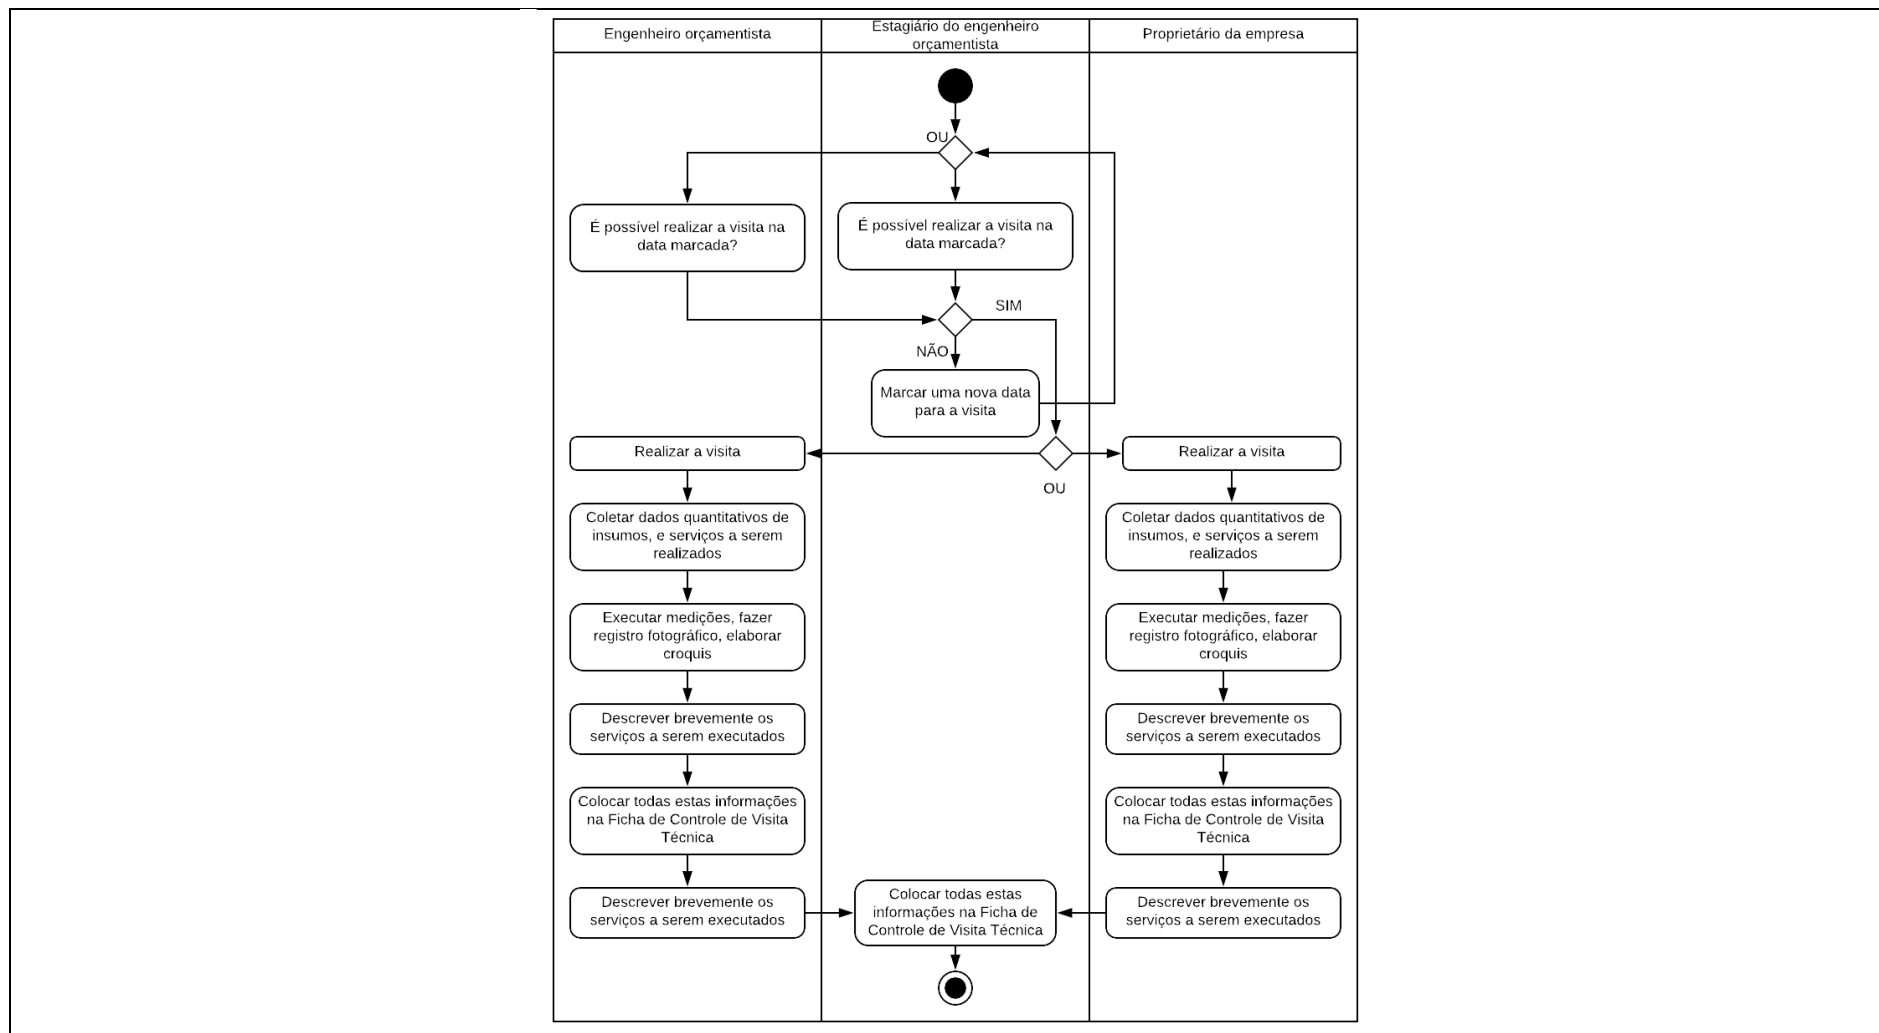 Engenheiro orçamentista
Estagiário do engenheiro
orçamentista
Proprietário da empresa
OU
É possível realizar a visita na
data marcada?
É possível realizar a visita na
data marcada?
SIM
NÃO
Marcar uma nova data
para a visita
OU
Realizar a visita
Coletar dados quantitativos de
insumos, e serviços a serem
realizados
Executar medições, fazer
registro fotográfico, elaborar
croquis
Descrever brevemente os
serviços a serem executados
Colocar todas estas informações
na Ficha de Controle de Visita
Técnica
Descrever brevemente os
serviços a serem executados
Realizar a visita
Coletar dados quantitativos de
insumos, e serviços a serem
realizados
Executar medições, fazer
registro fotográfico, elaborar
croquis
Descrever brevemente os
serviços a serem executados
Colocar todas estas informações
na Ficha de Controle de Visita
Técnica
Descrever brevemente os
serviços a serem executados
Colocar todas estas
informações na Ficha de
Controle de Visita Técnica